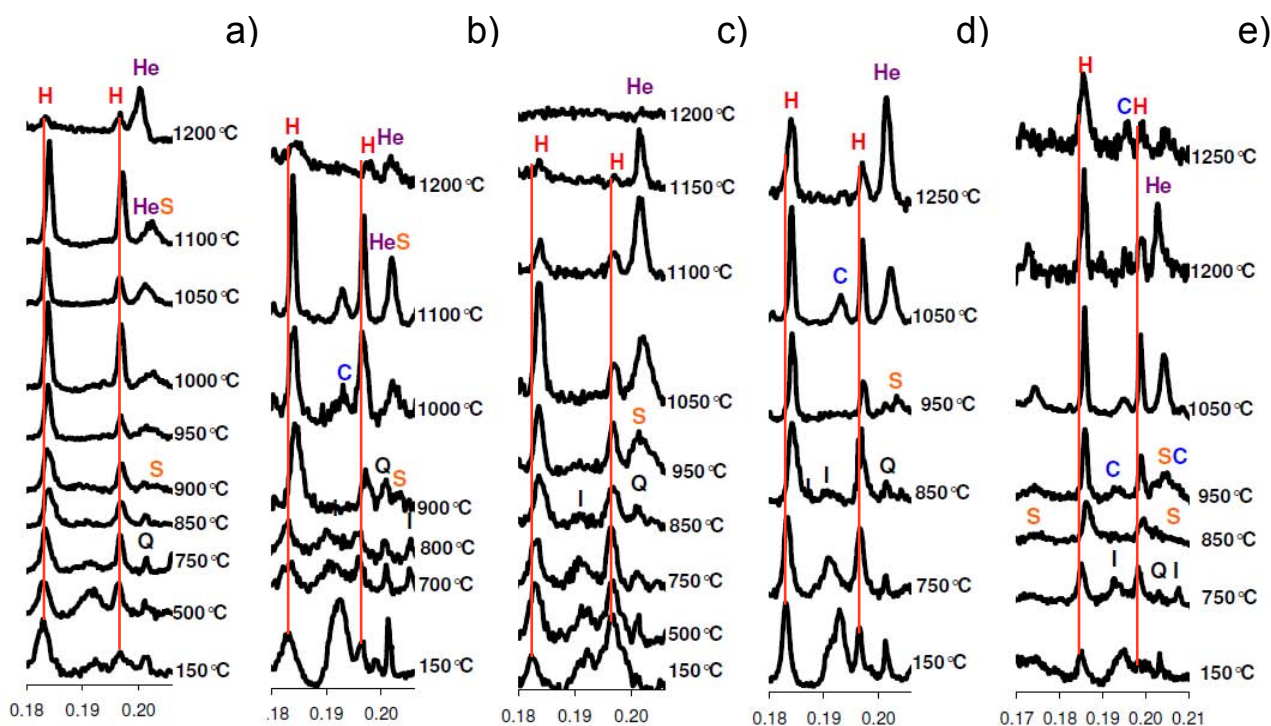 a)
He
H H
1200 °C
HeS
1100 °C
1050 °C
1000 °C
950 °C
S
900 °C
850 °C
Q
750 °C
500 °C
150 °C
0.18 0.19 0.20
b)
H
H He
1200 °C
HeS
1100 °C
C
1000 °C
Q
S
I
900 °C
I
800 °C
700 °C
150 °C
.18 0.19 0.20
c)
He
1200 °C
H
H
1150 °C
1100 °C
1050 °C
S
950 °C
I Q
850 °C
750 °C
500 °C
150 °C
0.18 0.19 0.20
d)
He
H
H
1250 °C
C
1050 °C
S
950 °C
I I Q
850 °C
750 °C
150 °C
0.18 0.19 0.20
e)
H
C H
1250 °C
He
1200 °C
1050 °C
C S C
950 °C
S S
850 °C
I Q I
750 °C
150 °C
0.17 0.18 0.19 0.20 0.21